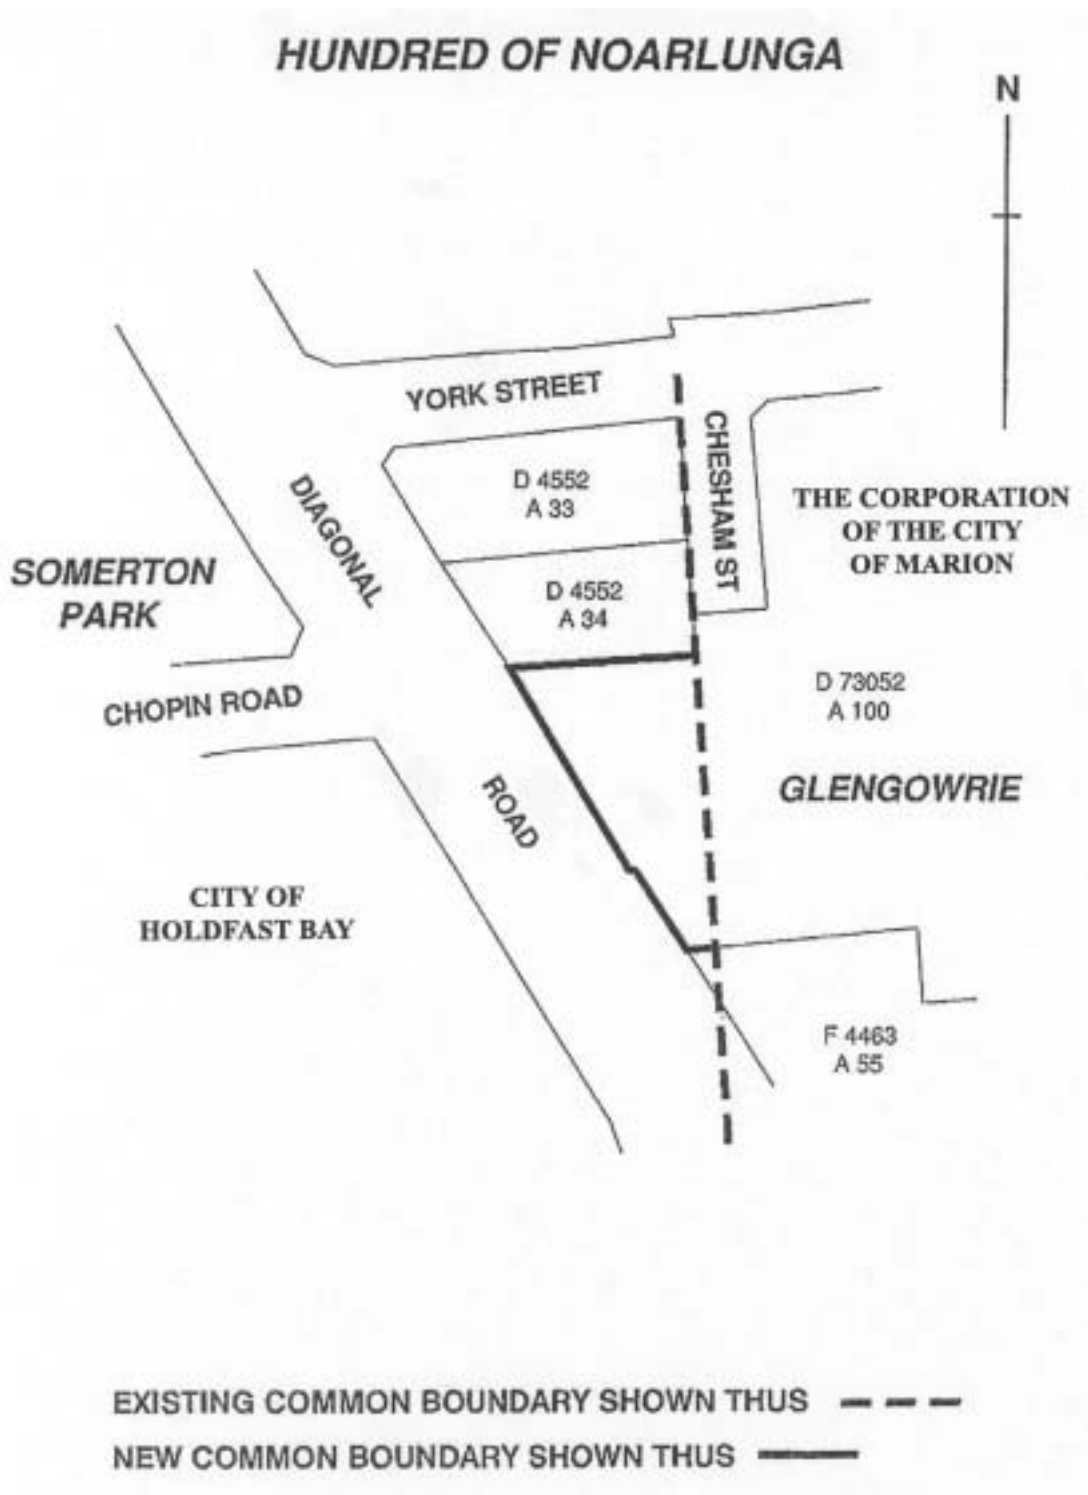 HUNDRED OF NOARLUNGA
N
YORK STREET
CHESHAM ST
D 4552
A 33
DIAGONAL
THE CORPORATION
OF THE CITY
OF MARION
SOMERTON
PARK
D 4552
A 34
CHOPIN ROAD
D 73052
A 100
ROAD
GLENGOWRIE
CITY OF
HOLDFAST BAY
F 4463
A 55
EXISTING COMMON BOUNDARY SHOWN THUS
NEW COMMON BOUNDARY SHOWN THUS